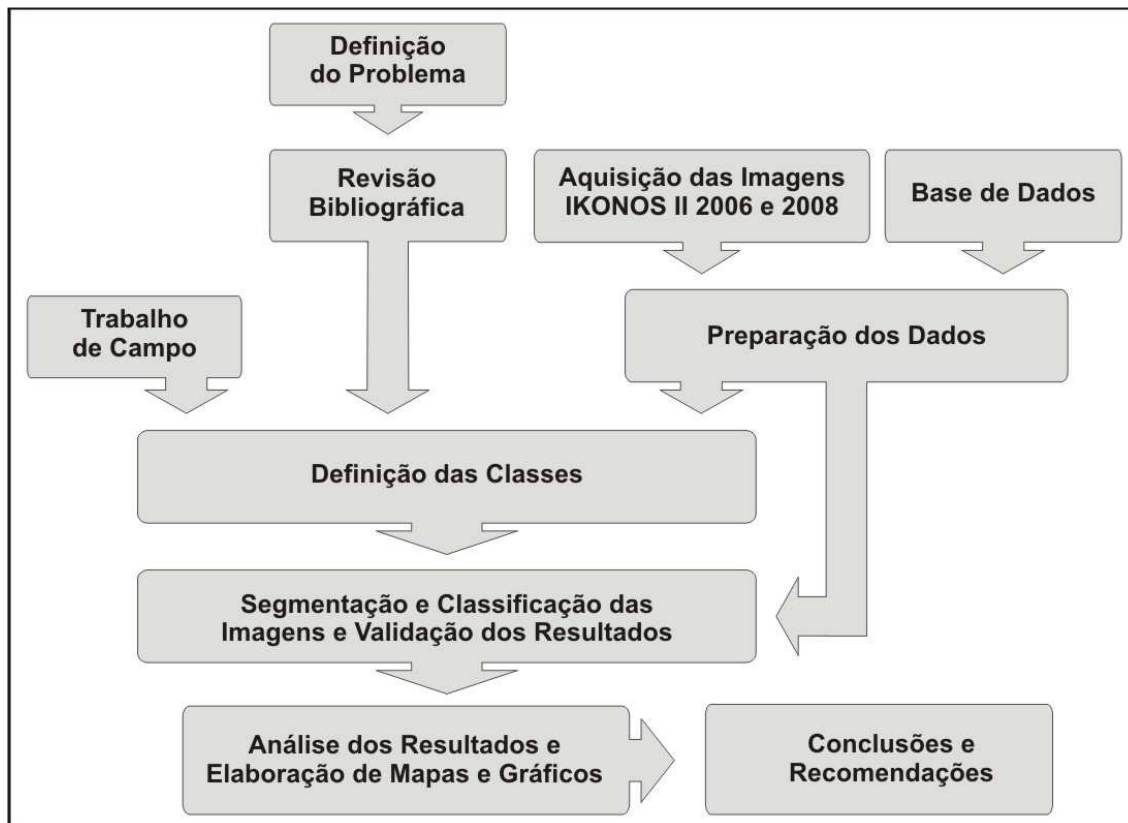 Definição
do Problema
Revisão
Bibliográfica
Aquisição das Imagens
IKONOS II 2006 e 2008
Base de Dados
Trabalho
de Campo
Preparação dos Dados
Definição das Classes
Segmentação e Classificação das
Imagens e Validação dos Resultados
Análise dos Resultados e
Elaboração de Mapas e Gráficos
Conclusões e
Recomendações